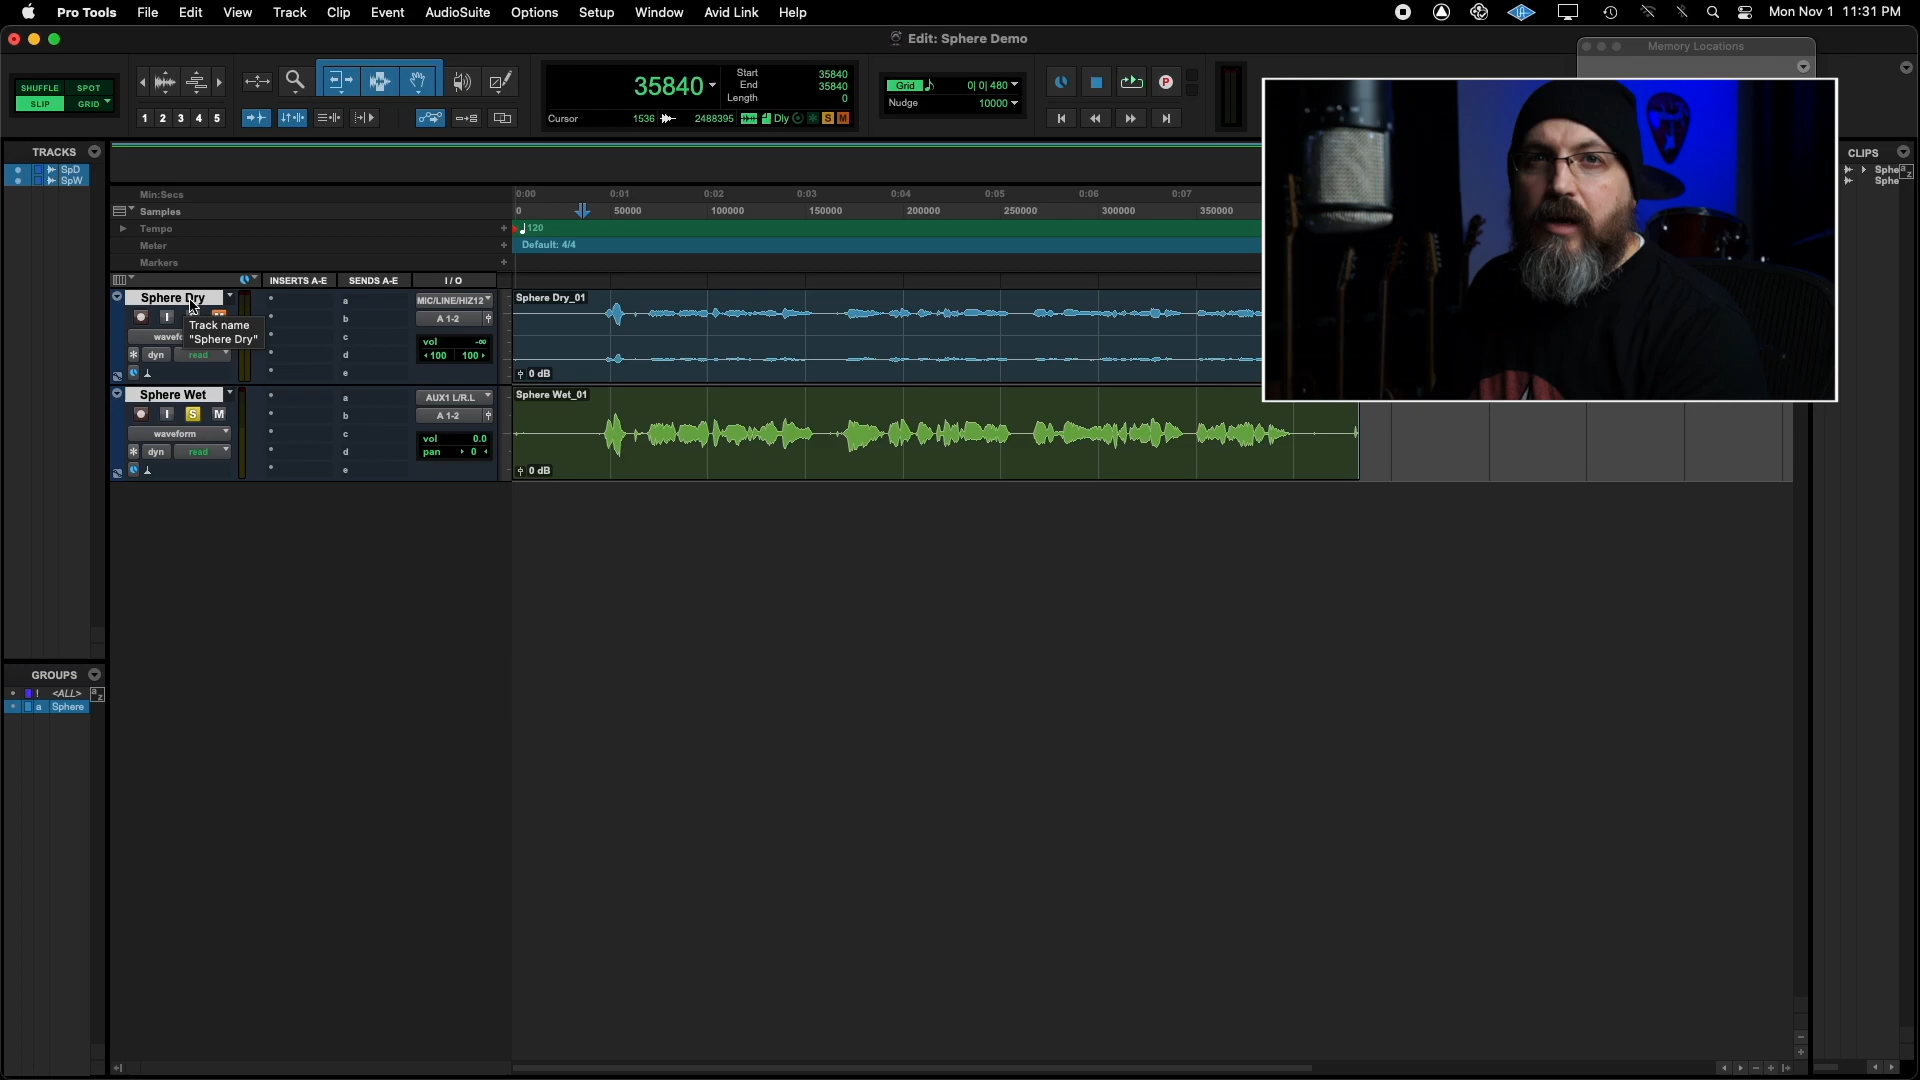 Pro Tools File Edit View Track Clip Event AudioSuite Options Setup Window Avid Link Help Mon Nov 1 11:31 PM
Edit: Sphere Demo
Memory Locations
SHUFFLE SPOT
SLIP GRID
1 2 3 4 5
35840
Start 35840
End 35840
Length 0
Cursor 1536 2488395 Dly S M
Grid 0| 0| 480
Nudge 10000
P
TRACKS
SpD
SpW
CLIPS
Sphe
Sphe
a z
Min:Secs 0:00 0:01 0:02 0:03 0:04 0:05 0:06 0:07
Samples 0 50000 100000 150000 200000 250000 300000 350000
Tempo 120
Meter Default: 4/4
Markers
INSERTS A-E SENDS A-E I / O
Sphere Dry
Track name
"Sphere Dry"
I
wavefo
dyn read
a
b
c
d
e
MIC/LINE/HIZ12
A 1-2
vol -∞
100 100
Sphere Dry_01
0 dB
Sphere Wet
I S M
waveform
dyn read
a
b
c
d
e
AUX1 L/R.L
A 1-2
vol 0.0
pan 0
Sphere Wet_01
0 dB
GROUPS
! <ALL>
a Sphere
a z